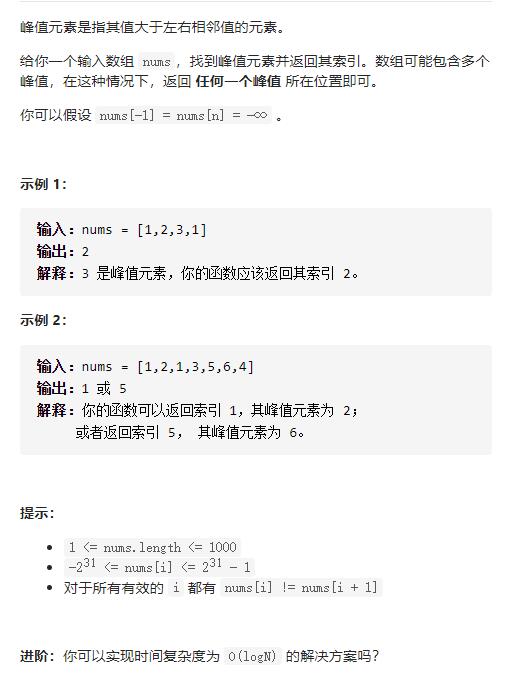 峰值元素是指其值大于左右相邻值的元素。
给你一个输入数组 nums，找到峰值元素并返回其索引。数组可能包含多个
峰值，在这种情况下，返回 任何一个峰值 所在位置即可。
你可以假设 nums[-1] = nums[n] = -∞ 。
示例 1：
输入：nums = [1,2,3,1]
输出：2
解释：3 是峰值元素，你的函数应该返回其索引 2。
示例 2：
输入：nums = [1,2,1,3,5,6,4]
输出：1 或 5
解释：你的函数可以返回索引 1，其峰值元素为 2；
或者返回索引 5， 其峰值元素为 6。
提示：
• 1 <= nums.length <= 1000
• -2³¹ <= nums[i] <= 2³¹ - 1
• 对于所有有效的 i 都有 nums[i] != nums[i + 1]
进阶：你可以实现时间复杂度为 O(logN) 的解决方案吗？